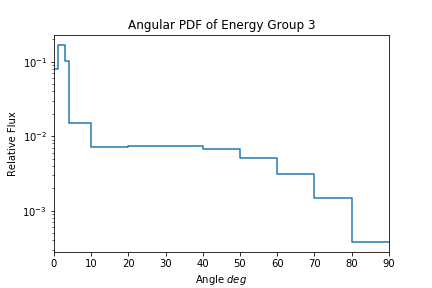 Angular PDF of Energy Group 3
10⁻¹
10⁻²
10⁻³
Relative Flux
0 10 20 30 40 50 60 70 80 90
Angle deg